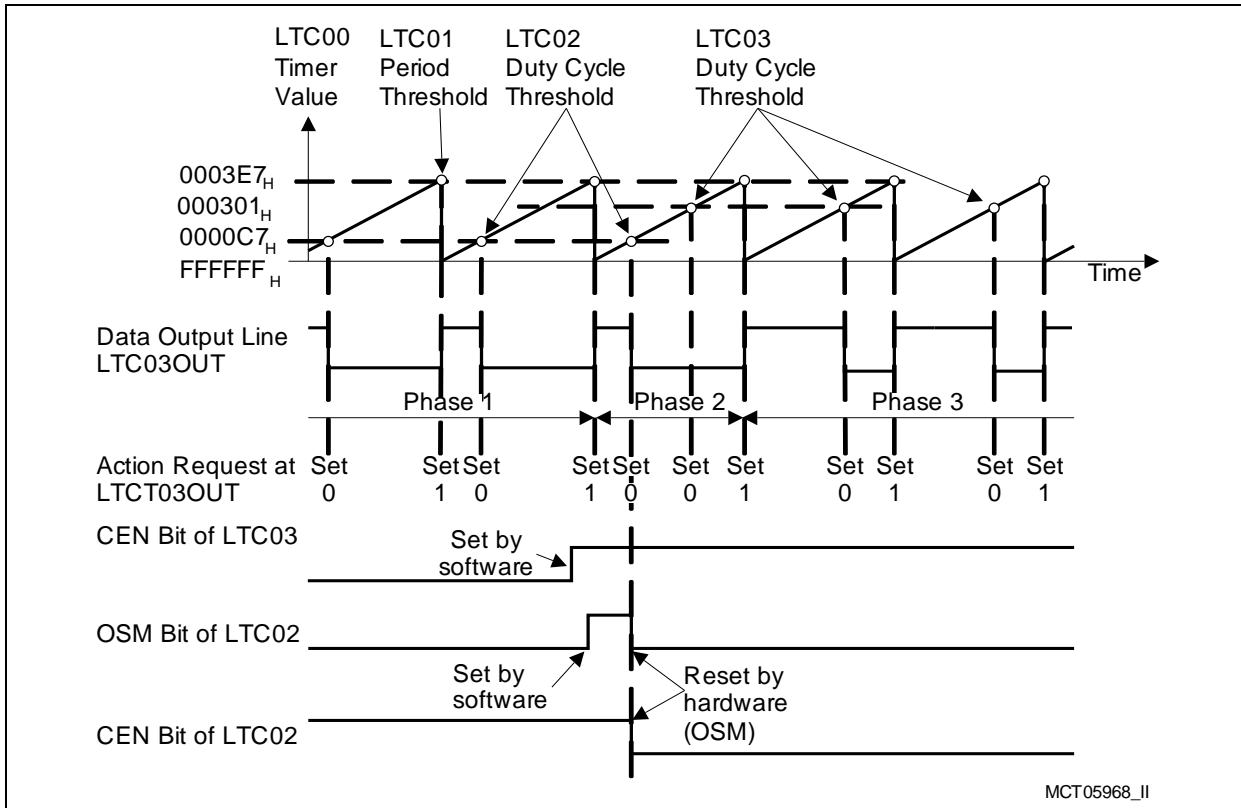 LTC00
Timer
Value
LTC01
Period
Threshold
LTC02
Duty Cycle
Threshold
LTC03
Duty Cycle
Threshold
0003E7H
000301H
0000C7H
FFFFFFH
Time
Data Output Line
LTC03OUT
Phase 1
Phase 2
Phase 3
Action Request at
LTCT03OUT
Set Set Set Set Set Set Set Set Set Set Set
0 1 0 1 0 0 1 0 1 0 1
CEN Bit of LTC03
Set by
software
OSM Bit of LTC02
Set by
software
Reset by
hardware
(OSM)
CEN Bit of LTC02
MCT05968_II